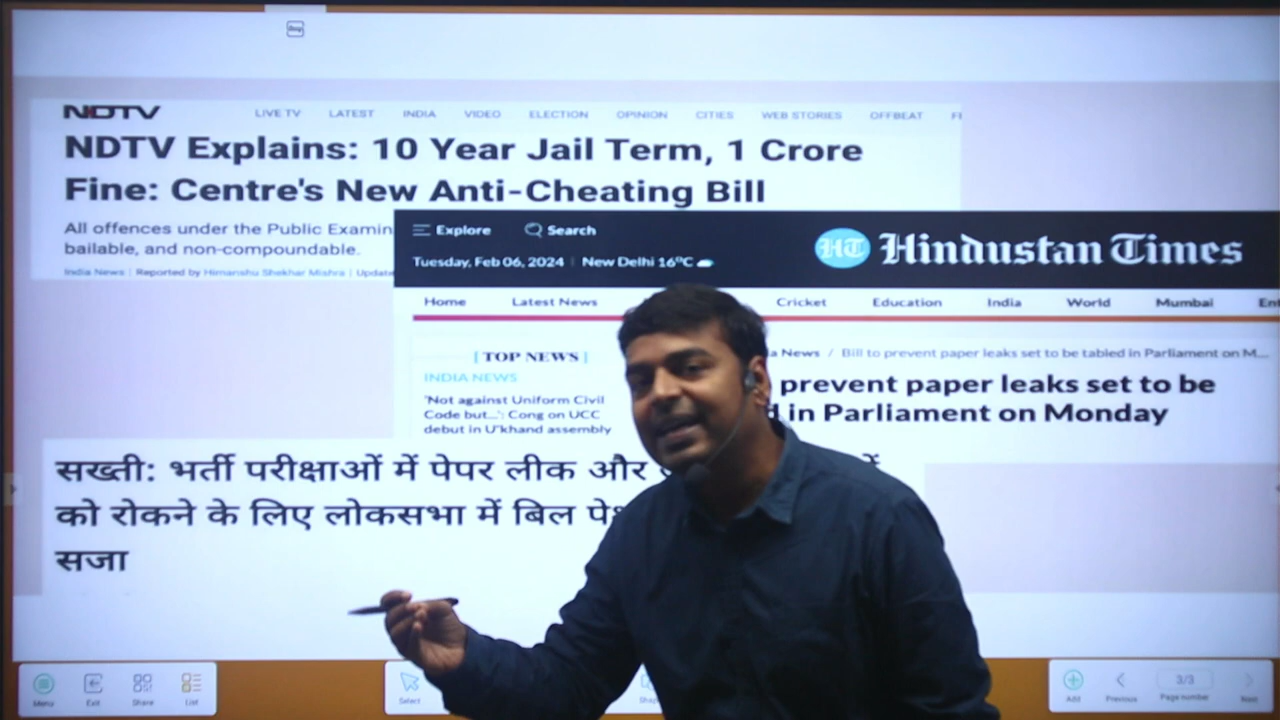 NDTV
LIVE TV LATEST INDIA VIDEO ELECTION OPINION CITIES WEB STORIES OFFBEAT
NDTV Explains: 10 Year Jail Term, 1 Crore
Fine: Centre's New Anti-Cheating Bill
All offences under the Public Examin
bailable, and non-compoundable.
India News | Reported by Himanshu Shekhar Mishra | Update
Explore Search
HT Hindustan Times
Tuesday, Feb 06, 2024 | New Delhi 16°C
Home Latest News Cricket Education India World Mumbai Ent
TOP NEWS
INDIA NEWS
'Not against Uniform Civil
Code but...': Cong on UCC
debut in U'khand assembly
a News / Bill to prevent paper leaks set to be tabled in Parliament on M...
prevent paper leaks set to be
d in Parliament on Monday
सख्ती: भर्ती परीक्षाओं में पेपर लीक और में
को रोकने के लिए लोकसभा में बिल पेश
सजा
Menu Exit Share List
Select
Add Previous 3/3 Page number Next